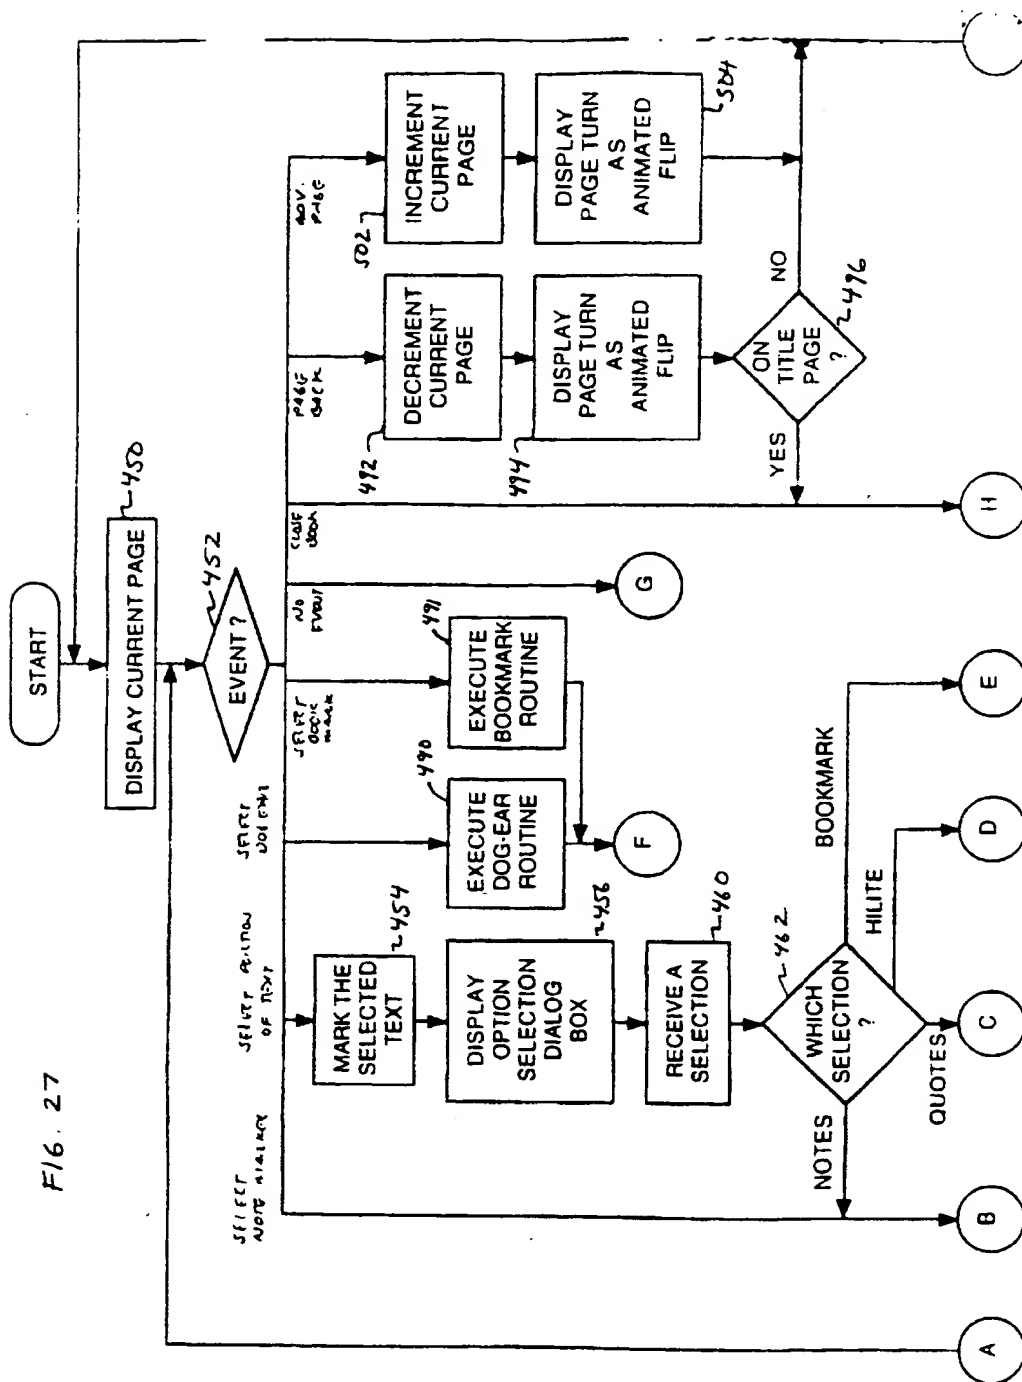 FIG. 27
START
DISPLAY CURRENT PAGE
450
EVENT ?
452
SELECT
NOTE MARKER
SELECT PORTION
OF TEXT
SELECT
DOG EAR
SELECT
BOOK
MARK
NO
EVENT
CLOSE
BOOK
PAGE
BACK
ADV.
PAGE
MARK THE
SELECTED
TEXT
454
DISPLAY
OPTION
SELECTION
DIALOG
BOX
456
RECEIVE A
SELECTION
460
WHICH
SELECTION
?
462
NOTES
QUOTES
HILITE
BOOKMARK
EXECUTE
DOG-EAR
ROUTINE
490
EXECUTE
BOOKMARK
ROUTINE
491
DECREMENT
CURRENT
PAGE
492
DISPLAY
PAGE TURN
AS
ANIMATED
FLIP
494
ON
TITLE
PAGE
?
496
YES
NO
INCREMENT
CURRENT
PAGE
502
DISPLAY
PAGE TURN
AS
ANIMATED
FLIP
504
F
G
A
B
C
D
E
H